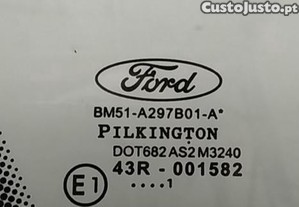 CustoJusto.pt
Ford
BM51-A297B01-A*
PILKINGTON
DOT682 AS2 M3240
43R - 001582
E1
....1